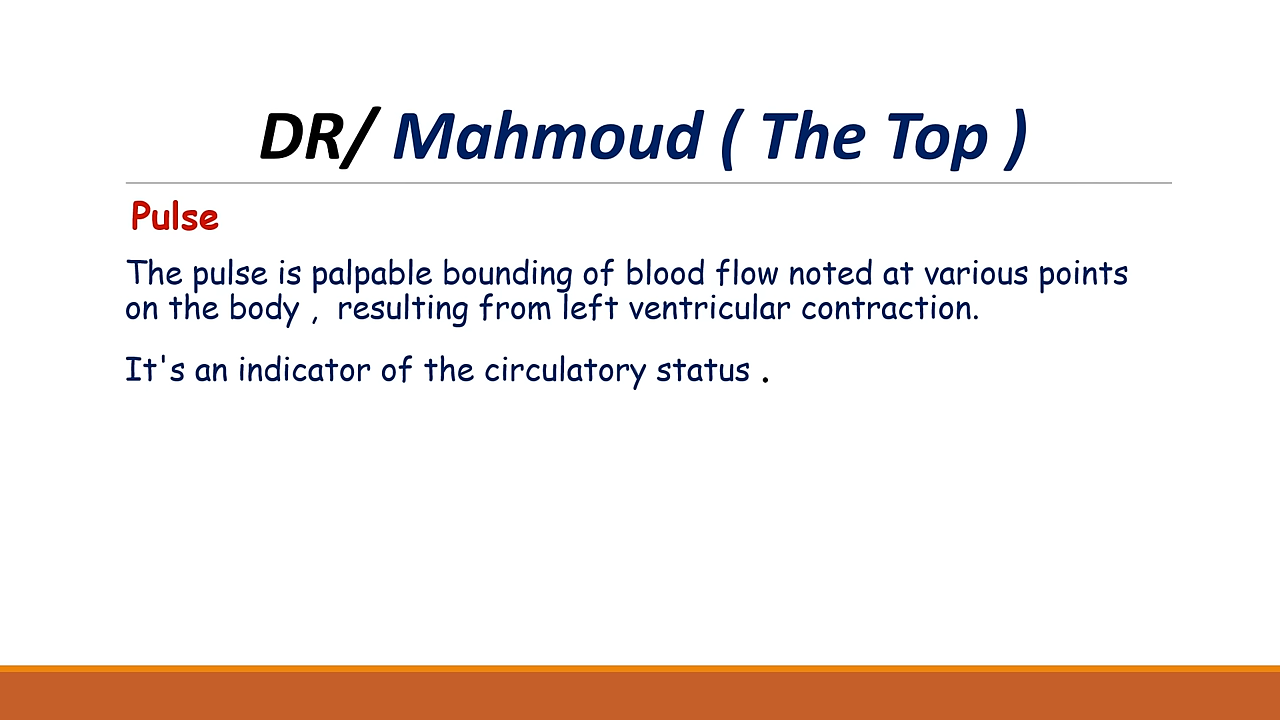 DR/ Mahmoud ( The Top )
Pulse
The pulse is palpable bounding of blood flow noted at various points
on the body ,  resulting from left ventricular contraction.
It's an indicator of the circulatory status .